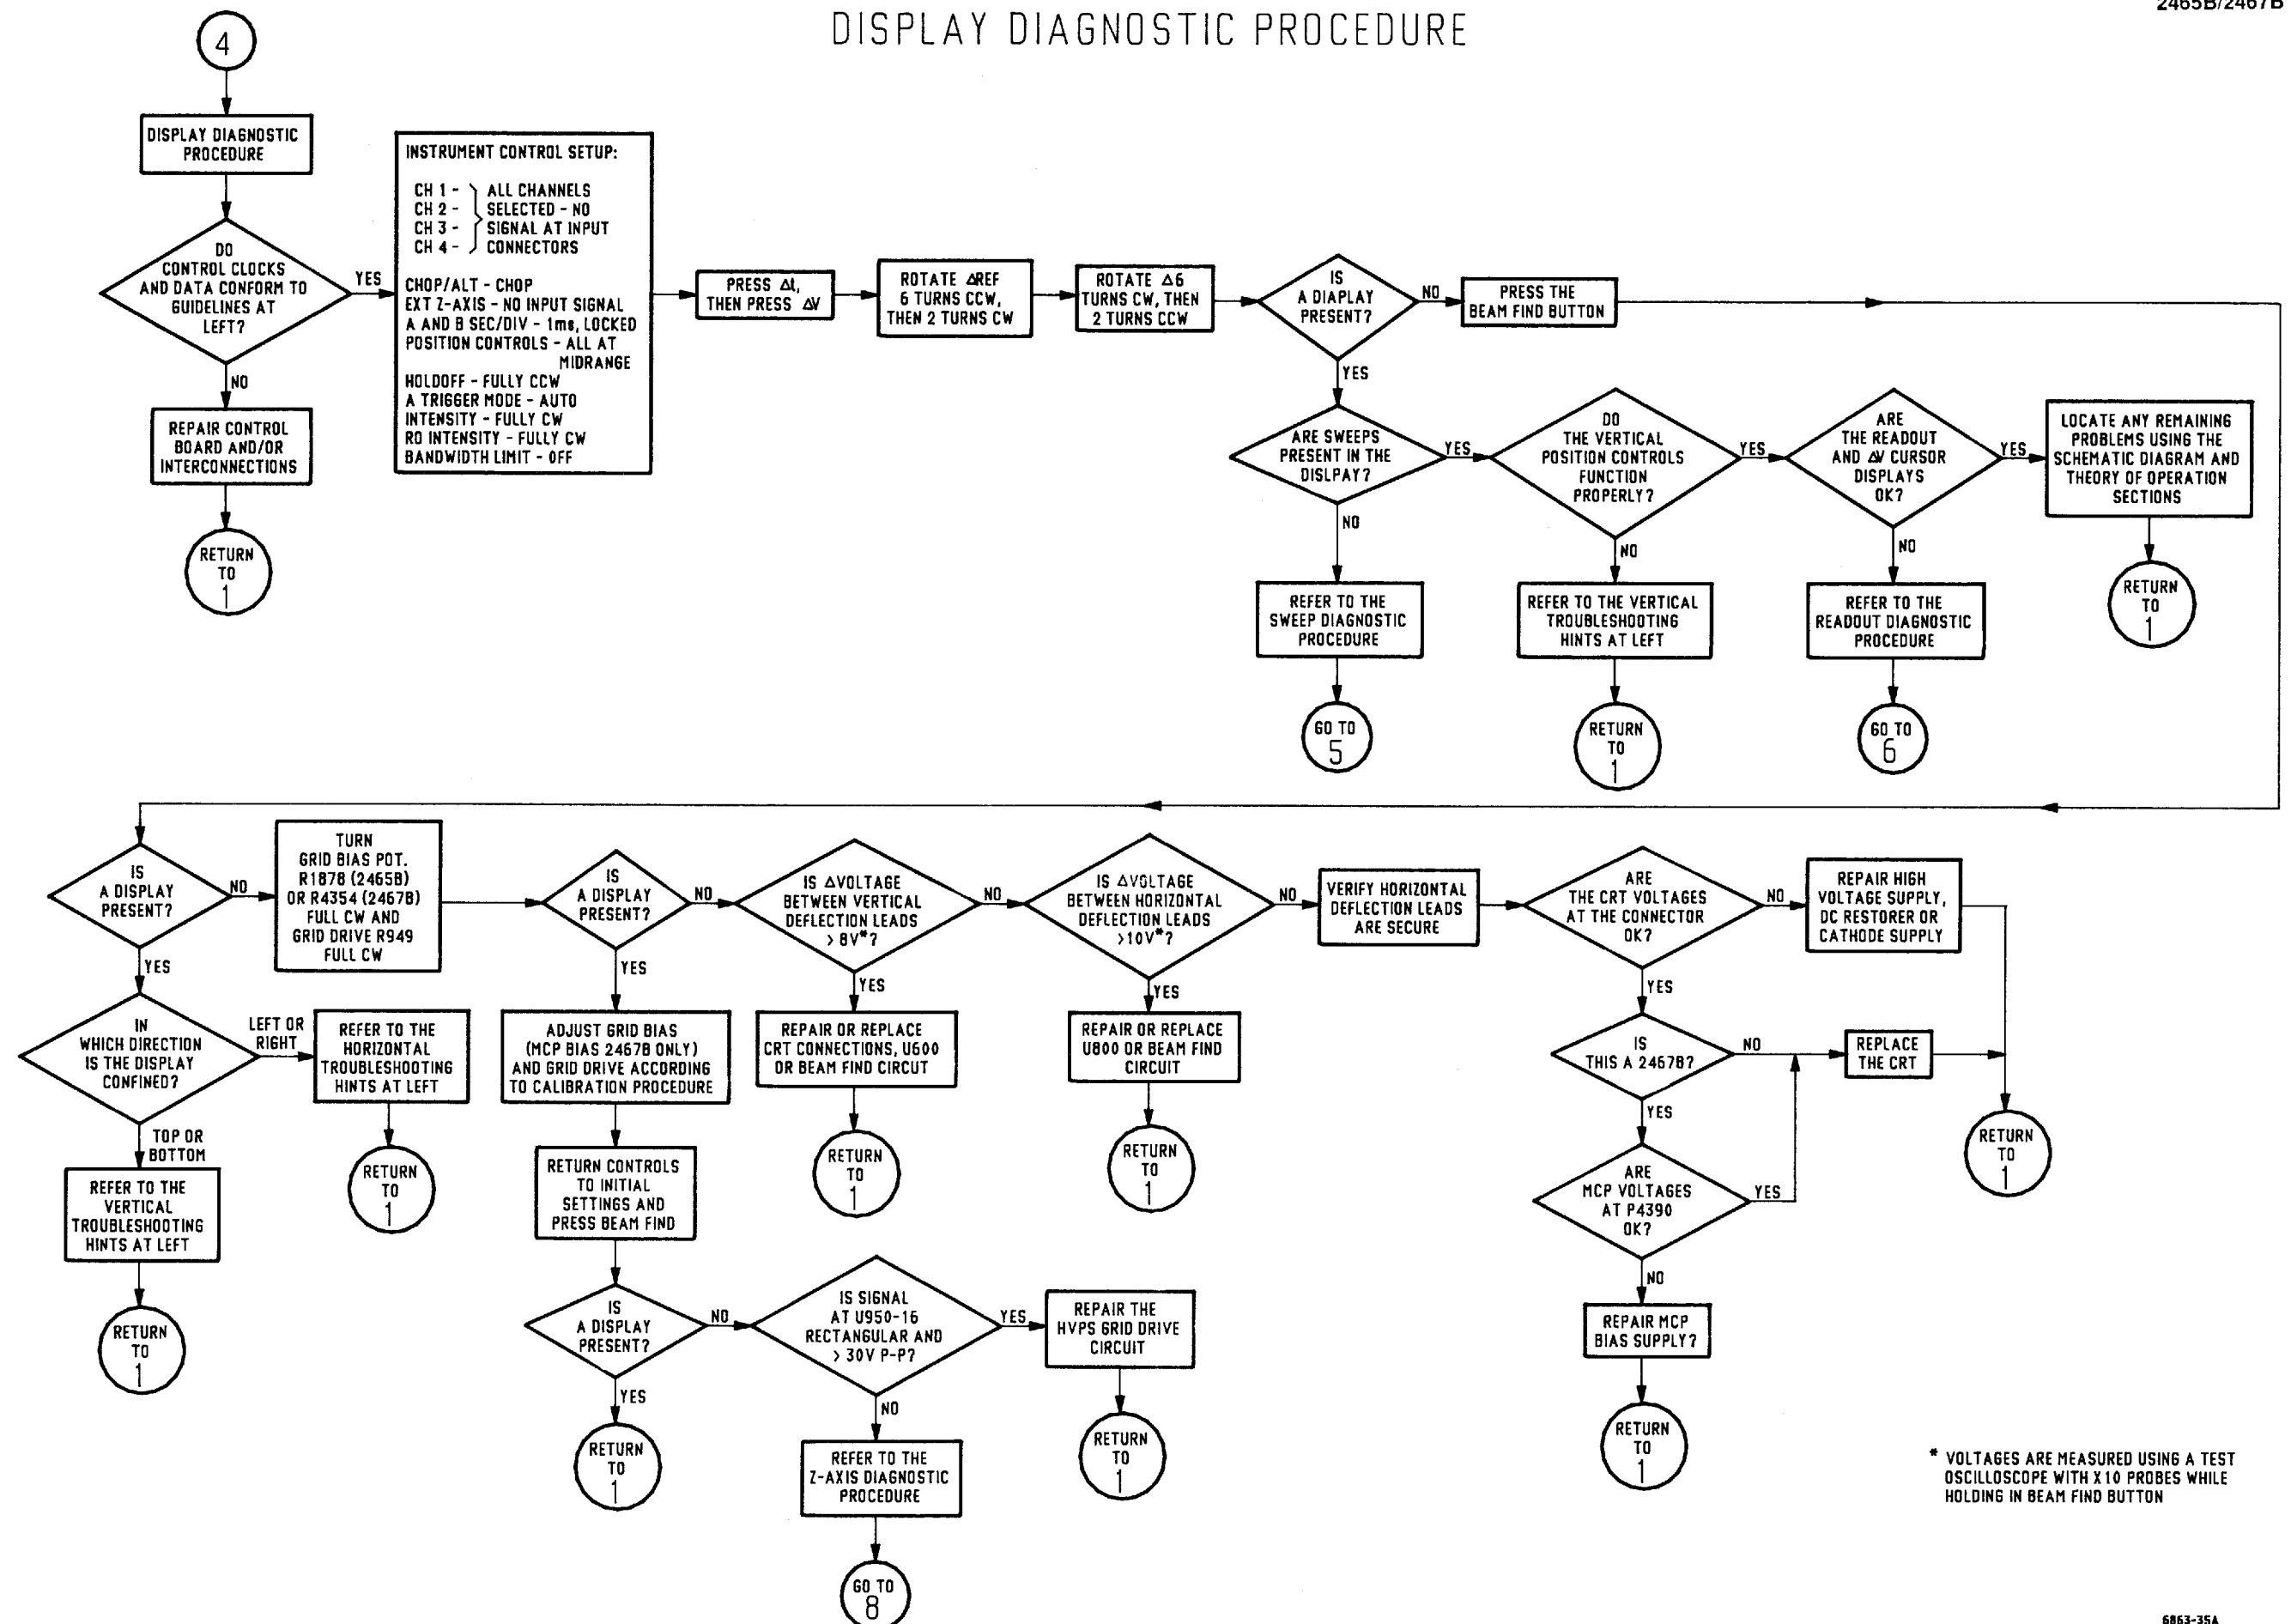 2465B/2467B
DISPLAY DIAGNOSTIC PROCEDURE
4
DISPLAY DIAGNOSTIC
PROCEDURE
DO
CONTROL CLOCKS
AND DATA CONFORM TO
GUIDELINES AT
LEFT?
YES
NO
REPAIR CONTROL
BOARD AND/OR
INTERCONNECTIONS
RETURN
TO
1
INSTRUMENT CONTROL SETUP:
CH 1 - ALL CHANNELS
CH 2 - SELECTED - NO
CH 3 - SIGNAL AT INPUT
CH 4 - CONNECTORS
CHOP/ALT - CHOP
EXT Z-AXIS - NO INPUT SIGNAL
A AND B SEC/DIV - 1ms, LOCKED
POSITION CONTROLS - ALL AT
MIDRANGE
HOLDOFF - FULLY CCW
A TRIGGER MODE - AUTO
INTENSITY - FULLY CW
RO INTENSITY - FULLY CW
BANDWIDTH LIMIT - OFF
PRESS Δt,
THEN PRESS ΔV
ROTATE ΔREF
6 TURNS CCW,
THEN 2 TURNS CW
ROTATE Δ6
TURNS CW, THEN
2 TURNS CCW
IS
A DIAPLAY
PRESENT?
NO
PRESS THE
BEAM FIND BUTTON
YES
ARE SWEEPS
PRESENT IN THE
DISLPAY?
YES
NO
REFER TO THE
SWEEP DIAGNOSTIC
PROCEDURE
GO TO
5
DO
THE VERTICAL
POSITION CONTROLS
FUNCTION
PROPERLY?
YES
NO
REFER TO THE VERTICAL
TROUBLESHOOTING
HINTS AT LEFT
RETURN
TO
1
ARE
THE READOUT
AND ΔV CURSOR
DISPLAYS
OK?
YES
NO
REFER TO THE
READOUT DIAGNOSTIC
PROCEDURE
GO TO
6
LOCATE ANY REMAINING
PROBLEMS USING THE
SCHEMATIC DIAGRAM AND
THEORY OF OPERATION
SECTIONS
RETURN
TO
1
IS
A DISPLAY
PRESENT?
NO
YES
IN
WHICH DIRECTION
IS THE DISPLAY
CONFINED?
LEFT OR
RIGHT
REFER TO THE
HORIZONTAL
TROUBLESHOOTING
HINTS AT LEFT
RETURN
TO
1
TOP OR
BOTTOM
REFER TO THE
VERTICAL
TROUBLESHOOTING
HINTS AT LEFT
RETURN
TO
1
TURN
GRID BIAS POT.
R1878 (2465B)
OR R4354 (2467B)
FULL CW AND
GRID DRIVE R949
FULL CW
IS
A DISPLAY
PRESENT?
NO
YES
ADJUST GRID BIAS
(MCP BIAS 2467B ONLY)
AND GRID DRIVE ACCORDING
TO CALIBRATION PROCEDURE
RETURN CONTROLS
TO INITIAL
SETTINGS AND
PRESS BEAM FIND
IS
A DISPLAY
PRESENT?
NO
YES
RETURN
TO
1
IS SIGNAL
AT U950-16
RECTANGULAR AND
> 30V P-P?
YES
NO
REPAIR THE
HVPS GRID DRIVE
CIRCUIT
RETURN
TO
1
REFER TO THE
Z-AXIS DIAGNOSTIC
PROCEDURE
GO TO
8
IS ΔVOLTAGE
BETWEEN VERTICAL
DEFLECTION LEADS
> 8V*?
NO
YES
REPAIR OR REPLACE
CRT CONNECTIONS, U600
OR BEAM FIND CIRCUT
RETURN
TO
1
IS ΔVOLTAGE
BETWEEN HORIZONTAL
DEFLECTION LEADS
>10V*?
NO
YES
REPAIR OR REPLACE
U800 OR BEAM FIND
CIRCUIT
RETURN
TO
1
VERIFY HORIZONTAL
DEFLECTION LEADS
ARE SECURE
ARE
THE CRT VOLTAGES
AT THE CONNECTOR
OK?
NO
YES
REPAIR HIGH
VOLTAGE SUPPLY,
DC RESTORER OR
CATHODE SUPPLY
IS
THIS A 2467B?
NO
YES
REPLACE
THE CRT
RETURN
TO
1
ARE
MCP VOLTAGES
AT P4390
OK?
YES
NO
REPAIR MCP
BIAS SUPPLY?
RETURN
TO
1
* VOLTAGES ARE MEASURED USING A TEST
OSCILLOSCOPE WITH X10 PROBES WHILE
HOLDING IN BEAM FIND BUTTON
6863-35A